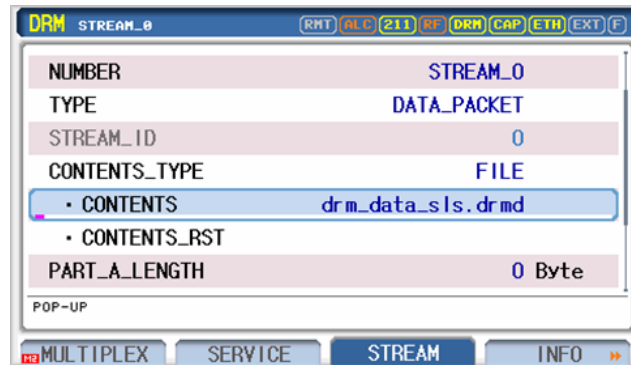 DRM STREAM_0 RMT ALC 211 RF DRM CAP ETH EXT F
NUMBER STREAM_0
TYPE DATA_PACKET
STREAM_ID 0
CONTENTS_TYPE FILE
・CONTENTS drm_data_sls.drmd
・CONTENTS_RST
PART_A_LENGTH 0 Byte
POP-UP
M2 MULTIPLEX SERVICE STREAM INFO